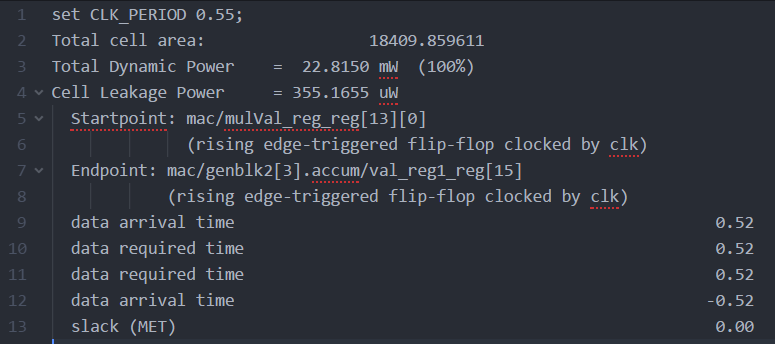 1 set CLK_PERIOD 0.55;
2 Total cell area: 18409.859611
3 Total Dynamic Power = 22.8150 mW (100%)
4 Cell Leakage Power = 355.1655 uW
5 Startpoint: mac/mulVal_reg_reg[13][0]
6 (rising edge-triggered flip-flop clocked by clk)
7 Endpoint: mac/genblk2[3].accum/val_reg1_reg[15]
8 (rising edge-triggered flip-flop clocked by clk)
9 data arrival time 0.52
10 data required time 0.52
11 data required time 0.52
12 data arrival time -0.52
13 slack (MET) 0.00